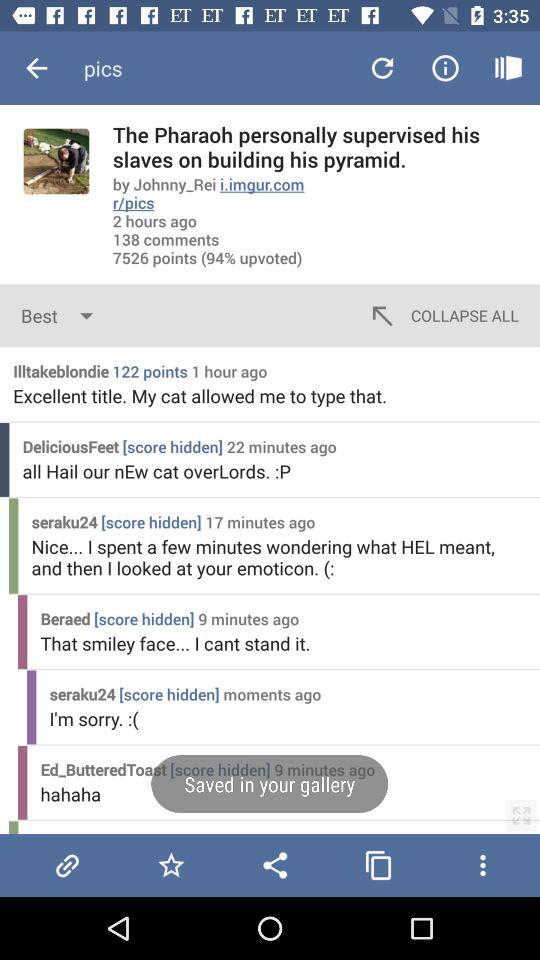 ET ET ET ET 3:35
pics
The Pharaoh personally supervised his
slaves on building his pyramid.
by Johnny_Rei i.imgur.com
r/pics
2 hours ago
138 comments
7526 points (94% upvoted)
Best COLLAPSE ALL
Illtakeblondie 122 points 1 hour ago
Excellent title. My cat allowed me to type that.
DeliciousFeet [score hidden] 22 minutes ago
all Hail our nEw cat overLords. :P
seraku24 [score hidden] 17 minutes ago
Nice... I spent a few minutes wondering what HEL meant,
and then I looked at your emoticon. (:
Beraed [score hidden] 9 minutes ago
That smiley face... I cant stand it.
seraku24 [score hidden] moments ago
I'm sorry. :(
Ed_ButteredToast [score hidden] 9 minutes ago
hahaha
Saved in your gallery